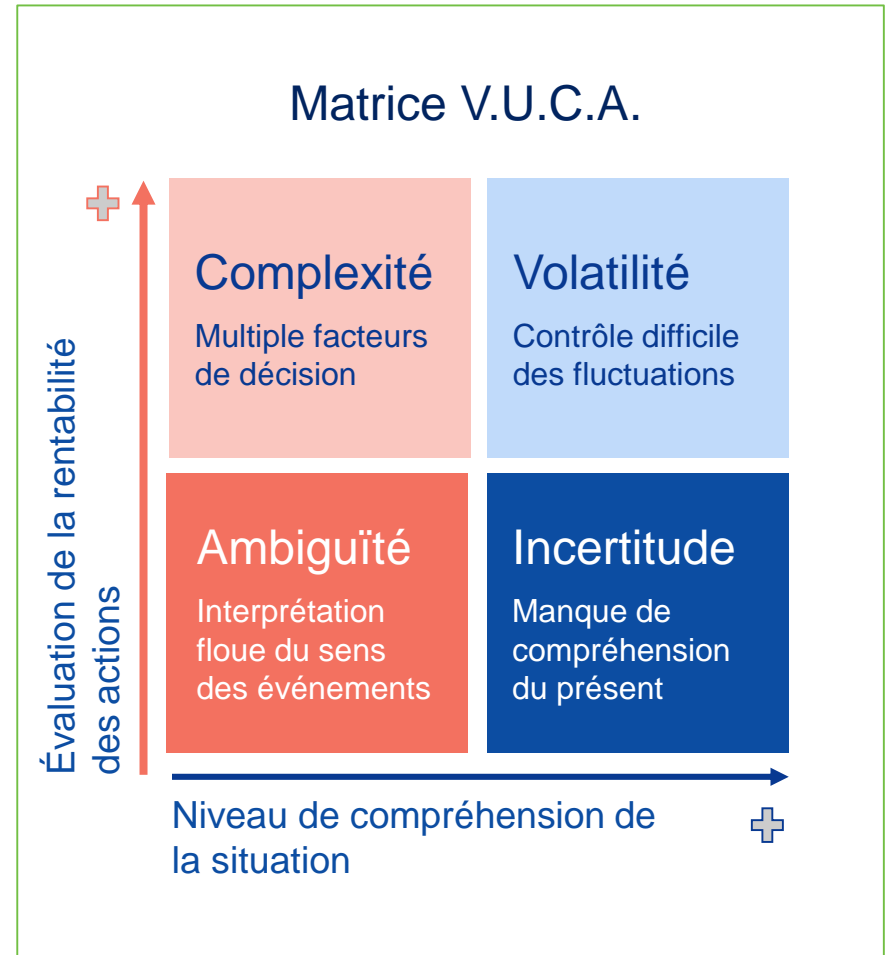 Matrice V.U.C.A.
Évaluation de la rentabilité
des actions
Complexité
Multiple facteurs
de décision
Volatilité
Contrôle difficile
des fluctuations
Ambiguïté
Interprétation
floue du sens
des événements
Incertitude
Manque de
compréhension
du présent
Niveau de compréhension de
la situation